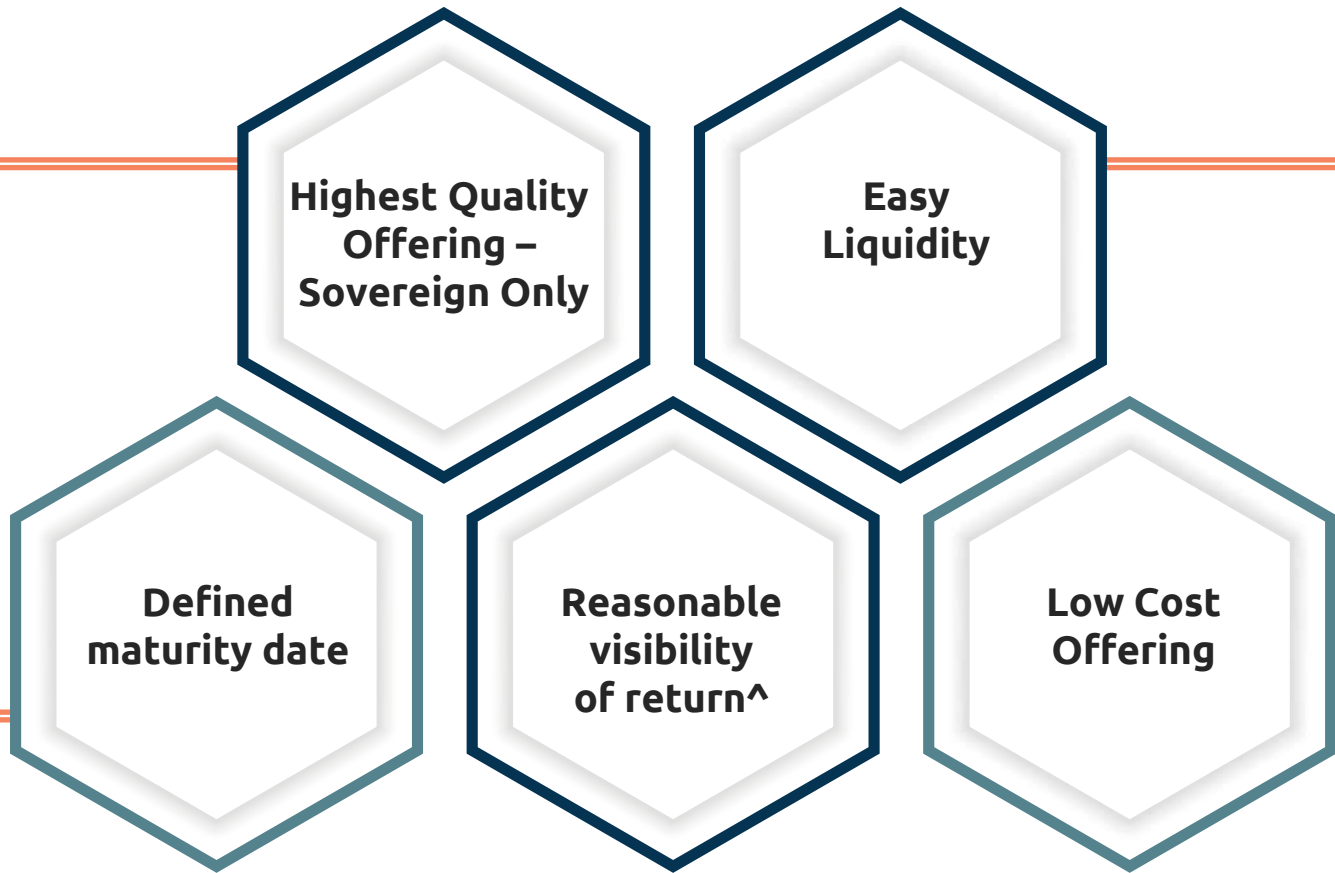 Highest Quality
Offering –
Sovereign Only
Easy
Liquidity
Defined
maturity date
Reasonable
visibility
of return^
Low Cost
Offering